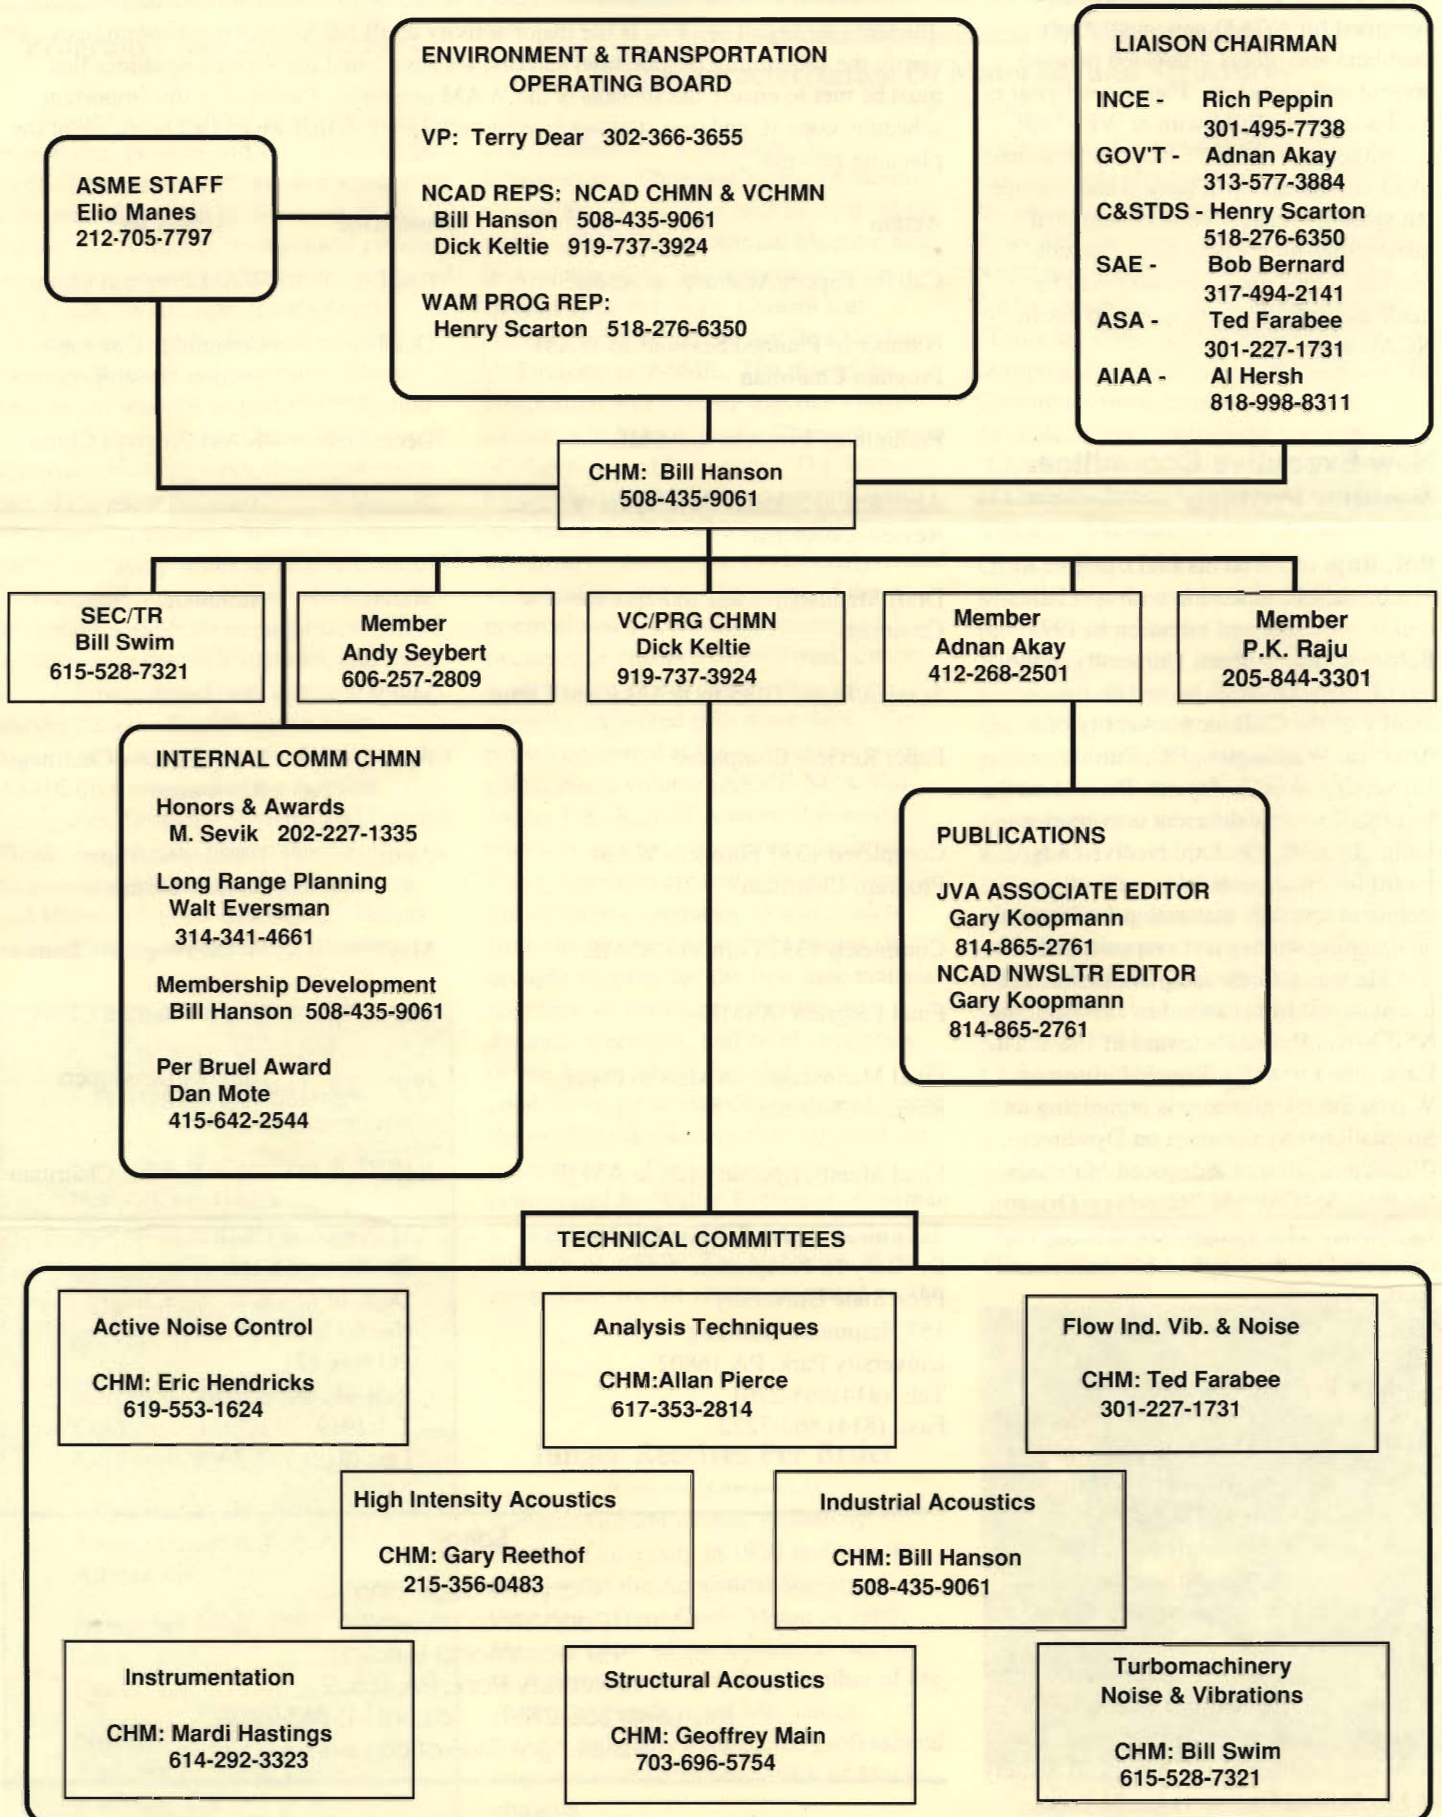 ENVIRONMENT & TRANSPORTATION
OPERATING BOARD
VP: Terry Dear 302-366-3655
NCAD REPS: NCAD CHMN & VCHMN
Bill Hanson 508-435-9061
Dick Keltie 919-737-3924
WAM PROG REP:
Henry Scarton 518-276-6350
ASME STAFF
Elio Manes
212-705-7797
LIAISON CHAIRMAN
INCE - Rich Peppin
301-495-7738
GOV'T - Adnan Akay
313-577-3884
C&STDS - Henry Scarton
518-276-6350
SAE - Bob Bernard
317-494-2141
ASA - Ted Farabee
301-227-1731
AIAA - Al Hersh
818-998-8311
CHM: Bill Hanson
508-435-9061
SEC/TR
Bill Swim
615-528-7321
Member
Andy Seybert
606-257-2809
VC/PRG CHMN
Dick Keltie
919-737-3924
Member
Adnan Akay
412-268-2501
Member
P.K. Raju
205-844-3301
INTERNAL COMM CHMN
Honors & Awards
M. Sevik 202-227-1335
Long Range Planning
Walt Eversman
314-341-4661
Membership Development
Bill Hanson 508-435-9061
Per Bruel Award
Dan Mote
415-642-2544
PUBLICATIONS
JVA ASSOCIATE EDITOR
Gary Koopmann
814-865-2761
NCAD NWSLTR EDITOR
Gary Koopmann
814-865-2761
TECHNICAL COMMITTEES
Active Noise Control
CHM: Eric Hendricks
619-553-1624
Analysis Techniques
CHM:Allan Pierce
617-353-2814
Flow Ind. Vib. & Noise
CHM: Ted Farabee
301-227-1731
High Intensity Acoustics
CHM: Gary Reethof
215-356-0483
Industrial Acoustics
CHM: Bill Hanson
508-435-9061
Instrumentation
CHM: Mardi Hastings
614-292-3323
Structural Acoustics
CHM: Geoffrey Main
703-696-5754
Turbomachinery
Noise & Vibrations
CHM: Bill Swim
615-528-7321